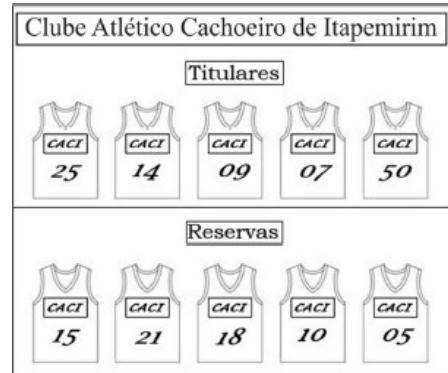 Clube Atlético Cachoeiro de Itapemirim
Titulares
CACI CACI CACI CACI CACI
25 14 09 07 50
Reservas
CACI CACI CACI CACI CACI
15 21 18 10 05